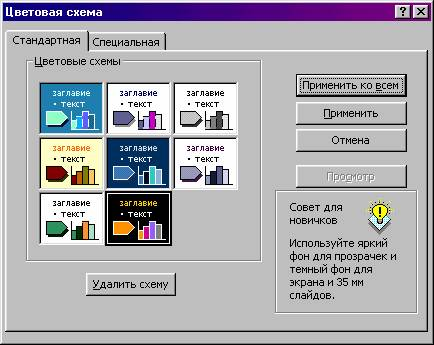 Цветовая схема
Стандартная
Специальная
Цветовые схемы
заглавие
• текст
заглавие
• текст
заглавие
• текст
заглавие
• текст
заглавие
• текст
заглавие
• текст
заглавие
• текст
заглавие
• текст
Удалить схему
Применить ко всем
Применить
Отмена
Просмотр
Совет для
новичков
Используйте яркий
фон для прозрачек и
темный фон для
экрана и 35 мм
слайдов.